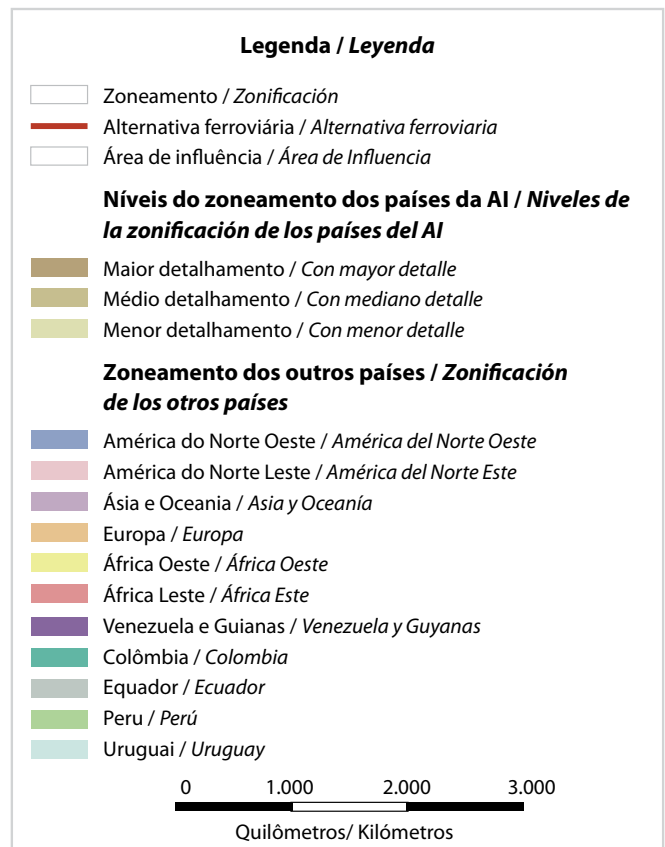 Legenda / Leyenda
Zoneamento / Zonificación
Alternativa ferroviária / Alternativa ferroviaria
Área de influência / Área de Influencia
Níveis do zoneamento dos países da AI / Niveles de
la zonificación de los países del AI
Maior detalhamento / Con mayor detalle
Médio detalhamento / Con mediano detalle
Menor detalhamento / Con menor detalle
Zoneamento dos outros países / Zonificación
de los otros países
América do Norte Oeste / América del Norte Oeste
América do Norte Leste / América del Norte Este
Ásia e Oceania / Asia y Oceanía
Europa / Europa
África Oeste / África Oeste
África Leste / África Este
Venezuela e Guianas / Venezuela y Guyanas
Colômbia / Colombia
Equador / Ecuador
Peru / Perú
Uruguai / Uruguay
0 1.000 2.000 3.000
Quilômetros/ Kilómetros